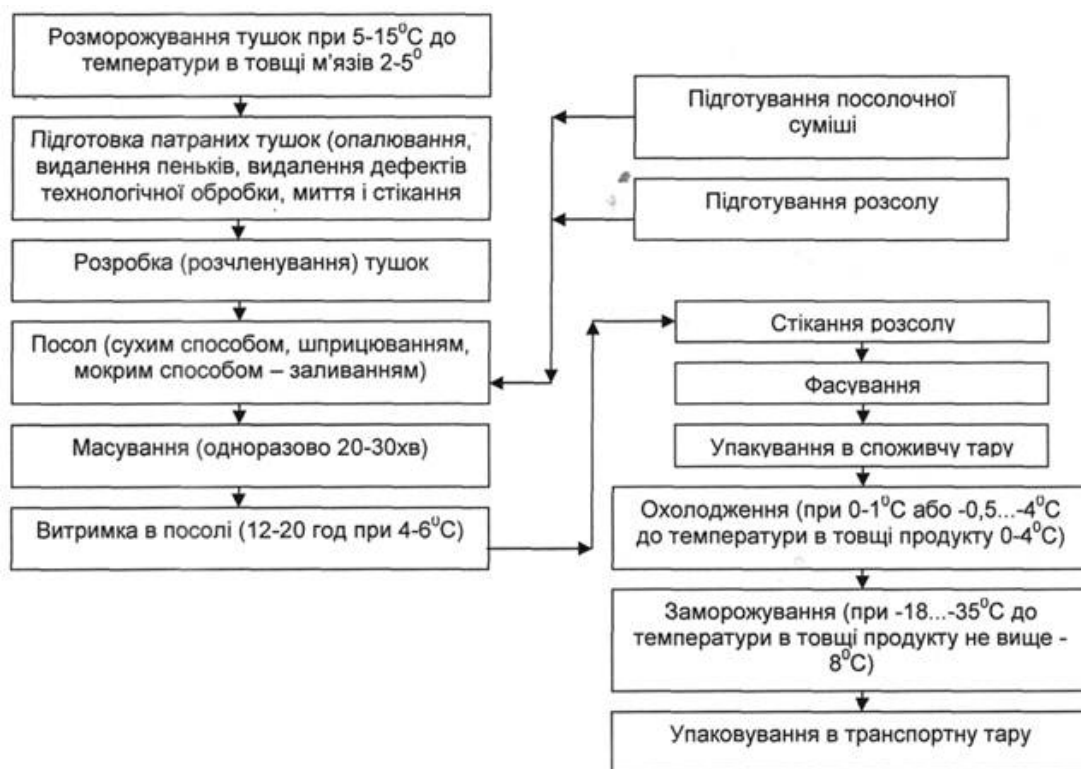 Розморожування тушок при 5-15⁰С до
температури в товщі м'язів 2-5⁰
Підготовка патраних тушок (опалювання,
видалення пеньків, видалення дефектів
технологічної обробки, миття і стікання
Розробка (розчленування) тушок
Посол (сухим способом, шприцюванням,
мокрим способом – заливанням)
Масування (одноразово 20-30хв)
Витримка в посолі (12-20 год при 4-6⁰С)
Підготування посолочної
суміші
Підготування розсолу
Стікання розсолу
Фасування
Упакування в споживчу тару
Охолодження (при 0-1⁰С або -0,5...-4⁰С
до температури в товщі продукту 0-4⁰С)
Заморожування (при -18...-35⁰С до
температури в товщі продукту не вище -
8⁰С)
Упаковування в транспортну тару